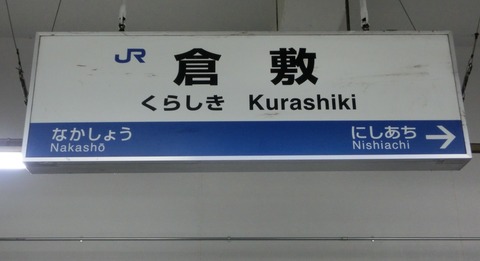 JR 倉敷
くらしき Kurashiki
なかしょう にしあち →
Nakashō Nishiachi